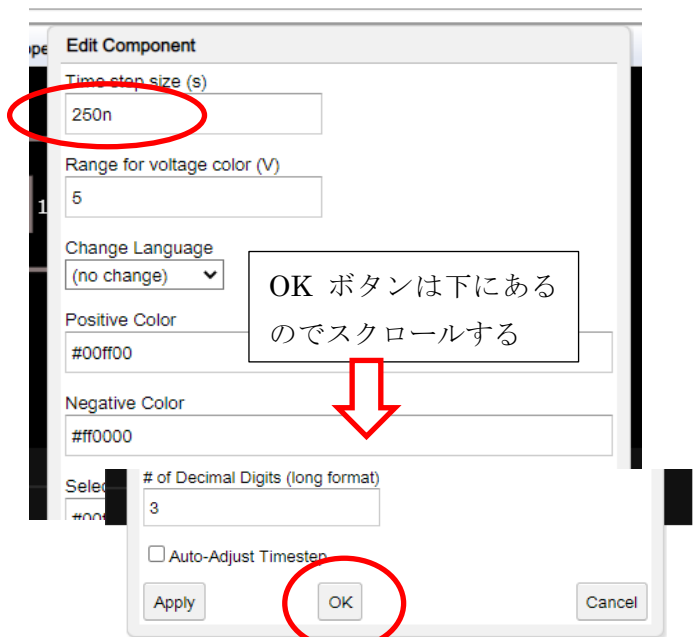 ope
Edit Component
Time step size (s)
250n
Range for voltage color (V)
5
1
Change Language
(no change)
OK ボタンは下にある
のでスクロールする
Positive Color
#00ff00
Negative Color
#ff0000
# of Decimal Digits (long format)
3
Auto-Adjust Timestep
Apply
OK
Cancel